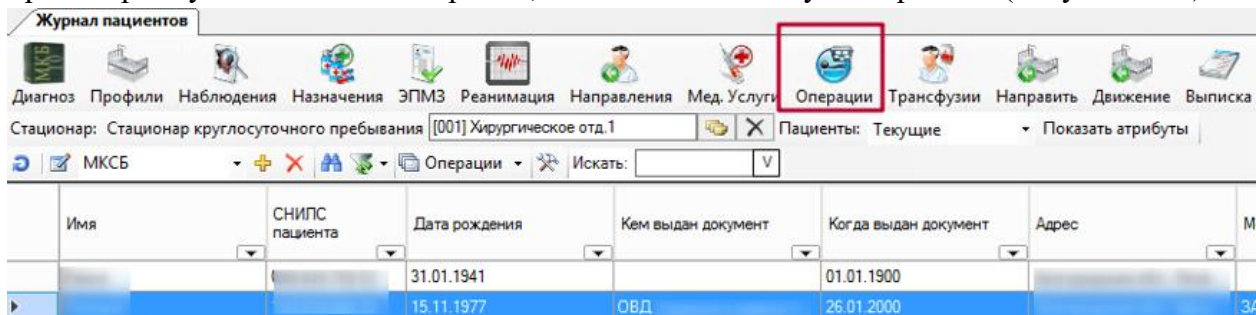 Журнал пациентов
МКБ 10
Диагноз Профили Наблюдения Назначения ЭПМЗ Реанимация Направления Мед. Услуги Операции Трансфузии Направить Движение Выписка
Стационар: Стационар круглосуточного пребывания [001] Хирургическое отд.1 Пациенты: Текущие Показать атрибуты
МКСБ Операции Искать: V
Имя СНИЛС пациента Дата рождения Кем выдан документ Когда выдан документ Адрес М
31.01.1941 01.01.1900
15.11.1977 ОВД 26.01.2000 ЗА